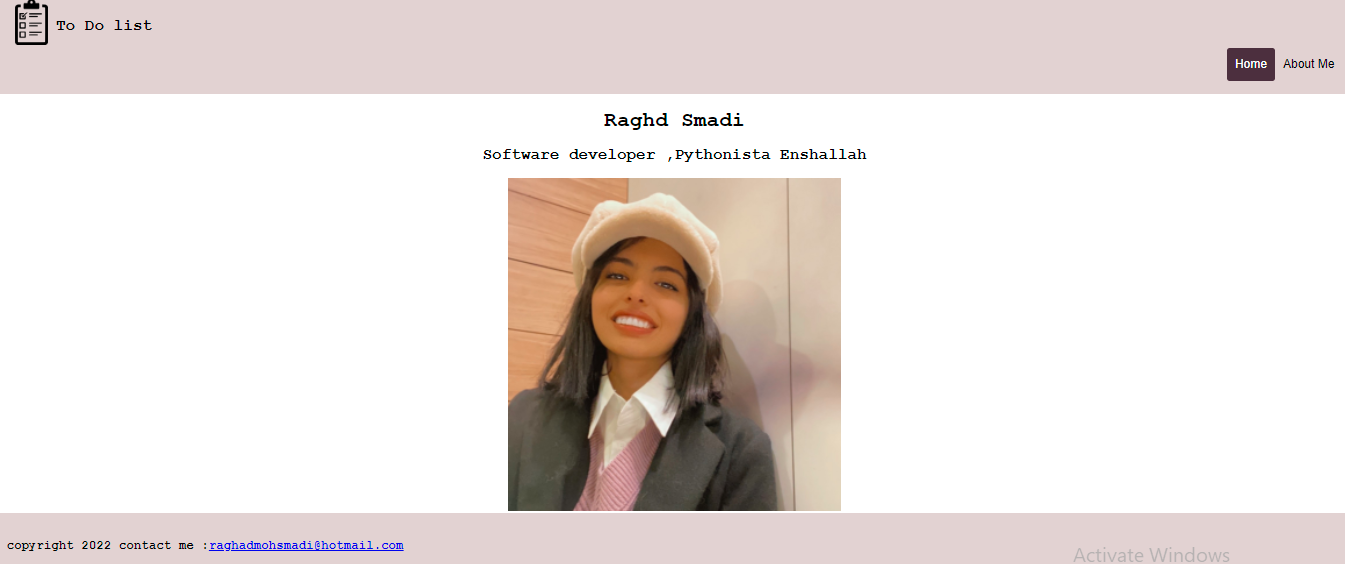 To Do list
Home About Me
Raghd Smadi
Software developer ,Pythonista Enshallah
copyright 2022 contact me :raghadmohsmadi@hotmail.com
Activate Windows